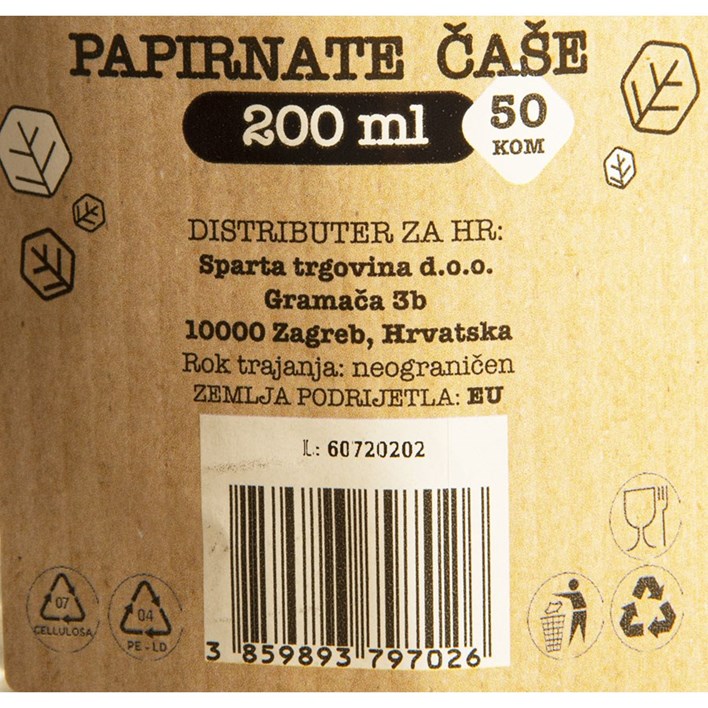 PAPIRNATE ČAŠE
200 ml
50
KOM
DISTRIBUTER ZA HR:
Sparta trgovina d.o.o.
Gramača 3b
10000 Zagreb, Hrvatska
Rok trajanja: neograničen
ZEMLJA PODRIJETLA: EU
L: 60720202
07
CELLULOSA
04
PE-LD
3 859893 797026